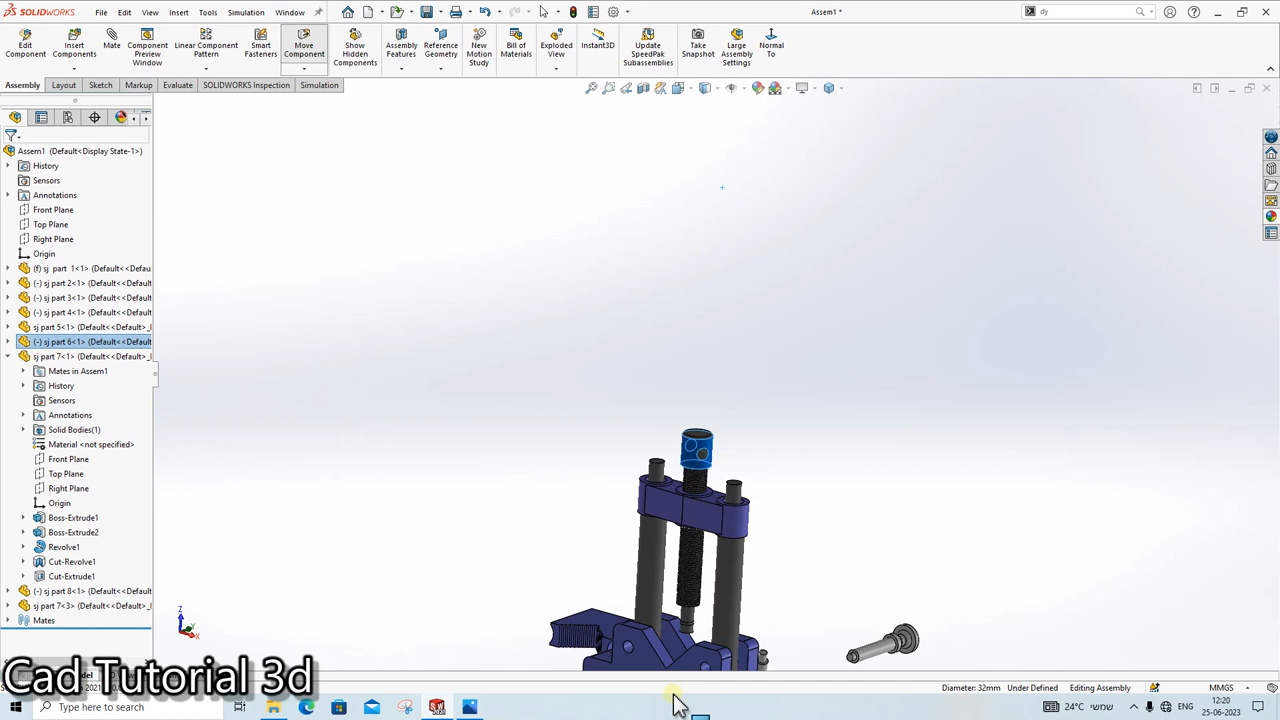 SOLIDWORKS File Edit View Insert Tools Simulation Window Assem1 * dy
Edit Component Insert Components Mate Component Preview Window Linear Component Pattern Smart Fasteners Move Component Show Hidden Components Assembly Features Reference Geometry New Motion Study Bill of Materials Exploded View Instant3D Update SpeedPak Subassemblies Take Snapshot Large Assembly Settings Normal To
Assembly Layout Sketch Markup Evaluate SOLIDWORKS Inspection Simulation
Assem1 (Default<Display State-1>)
History
Sensors
Annotations
Front Plane
Top Plane
Right Plane
Origin
(f) sj part 1<1> (Default<<Defau
(-) sj part 2<1> (Default<<Default
(-) sj part 3<1> (Default<<Default
(-) sj part 4<1> (Default<<Default
sj part 5<1> (Default<<Default>_
(-) sj part 6<1> (Default<<Default
sj part 7<1> (Default<<Default>_
Mates in Assem1
History
Sensors
Annotations
Solid Bodies(1)
Material <not specified>
Front Plane
Top Plane
Right Plane
Origin
Boss-Extrude1
Boss-Extrude2
Revolve1
Cut-Revolve1
Cut-Extrude1
(-) sj part 8<1> (Default<<Default
sj part 7<3> (Default<<Default>_
Mates
Z
X
Cad Tutorial 3d
Diameter: 32mm Under Defined Editing Assembly MMGS
Type here to search
24°C שמשי ENG 12:20
25-06-2023